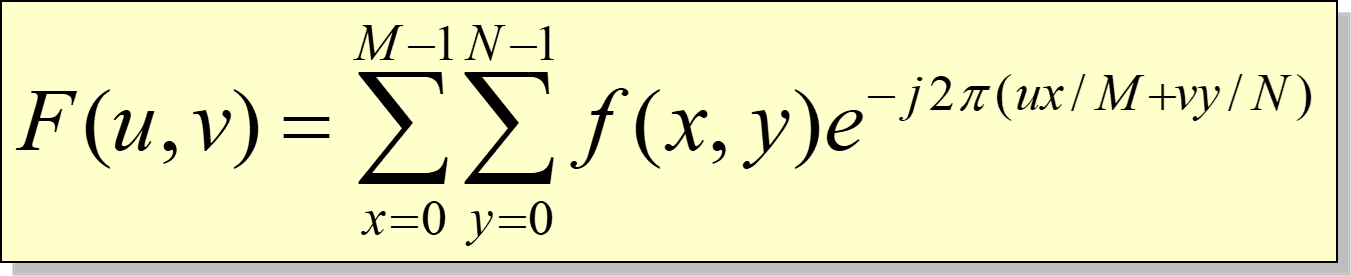 F(u,v) = \sum_{x=0}^{M-1} \sum_{y=0}^{N-1} f(x,y)e^{-j2\pi(ux/M+vy/N)}